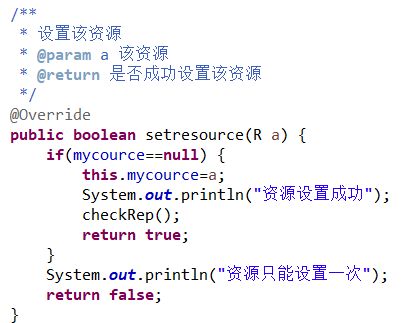 /**
 * 设置该资源
 * @param a 该资源
 * @return 是否成功设置该资源
 */
@Override
public boolean setresource(R a) {
    if(mycource==null) {
        this.mycource=a;
        System.out.println("资源设置成功");
        checkRep();
        return true;
    }
    System.out.println("资源只能设置一次");
    return false;
}